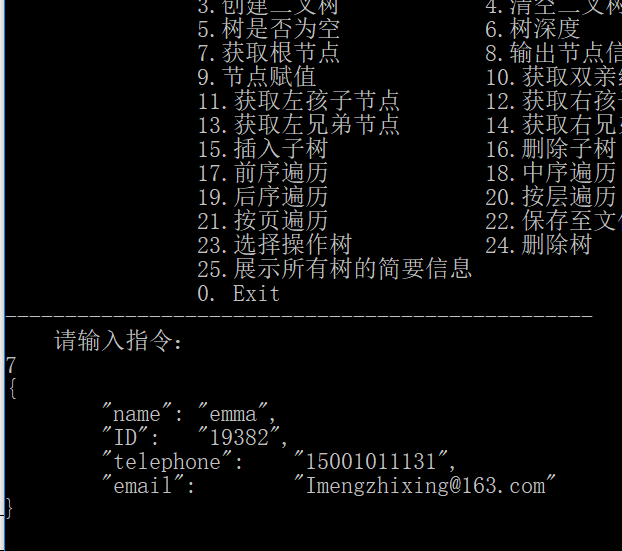 3.创建二叉树 4.清空二叉树
5.树是否为空 6.树深度
7.获取根节点 8.输出节点信
9.节点赋值 10.获取双亲
11.获取左孩子节点 12.获取右孩
13.获取左兄弟节点 14.获取右兄
15.插入子树 16.删除子树
17.前序遍历 18.中序遍历
19.后序遍历 20.按层遍历
21.按页遍历 22.保存至文
23.选择操作树 24.删除树
25.展示所有树的简要信息
0. Exit
--------------------------------------------------
请输入指令:
7
{
"name": "emma",
"ID": "19382",
"telephone": "15001011131",
"email": "Imengzhixing@163.com"
}